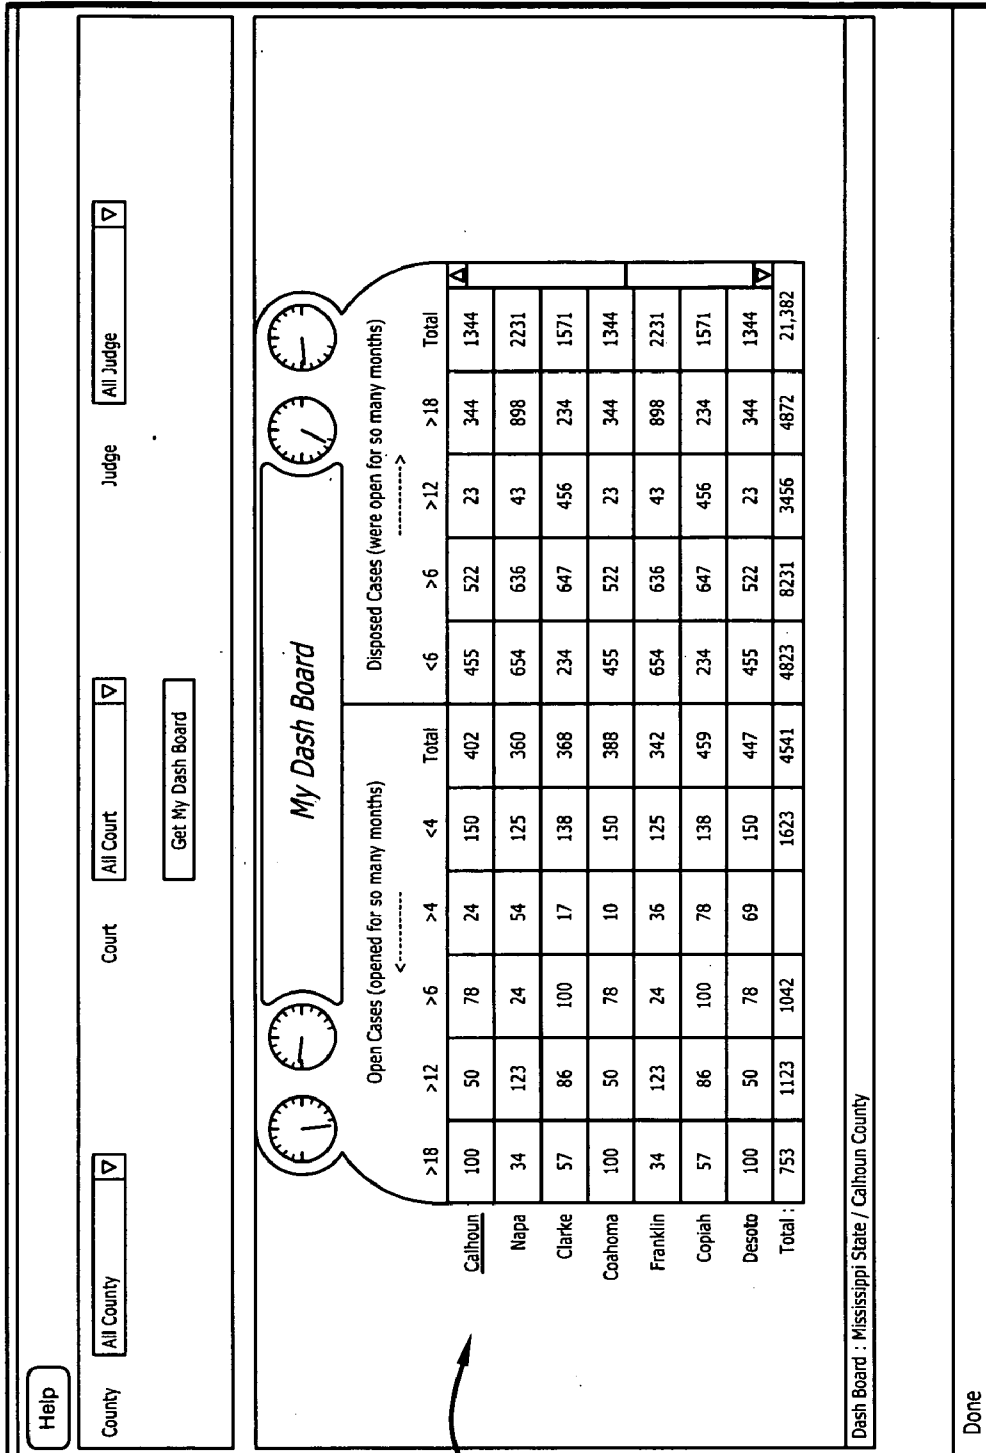 Help
County All County Court All Court Judge All Judge
Get My Dash Board
My Dash Board
Open Cases (opened for so many months) Disposed Cases (were open for so many months)
<----------- ----------->
>18 >12 >6 >4 <4 Total <6 >6 >12 >18 Total
Calhoun 100 50 78 24 150 402 455 522 23 344 1344
Napa 34 123 24 54 125 360 654 636 43 898 2231
Clarke 57 86 100 17 138 368 234 647 456 234 1571
Coahoma 100 50 78 10 150 388 455 522 23 344 1344
Franklin 34 123 24 36 125 342 654 636 43 898 2231
Copiah 57 86 100 78 138 459 234 647 456 234 1571
Desoto 100 50 78 69 150 447 455 522 23 344 1344
Total : 753 1123 1042 1623 4541 4823 8231 3456 4872 21,382
Dash Board : Mississippi State / Calhoun County
Done